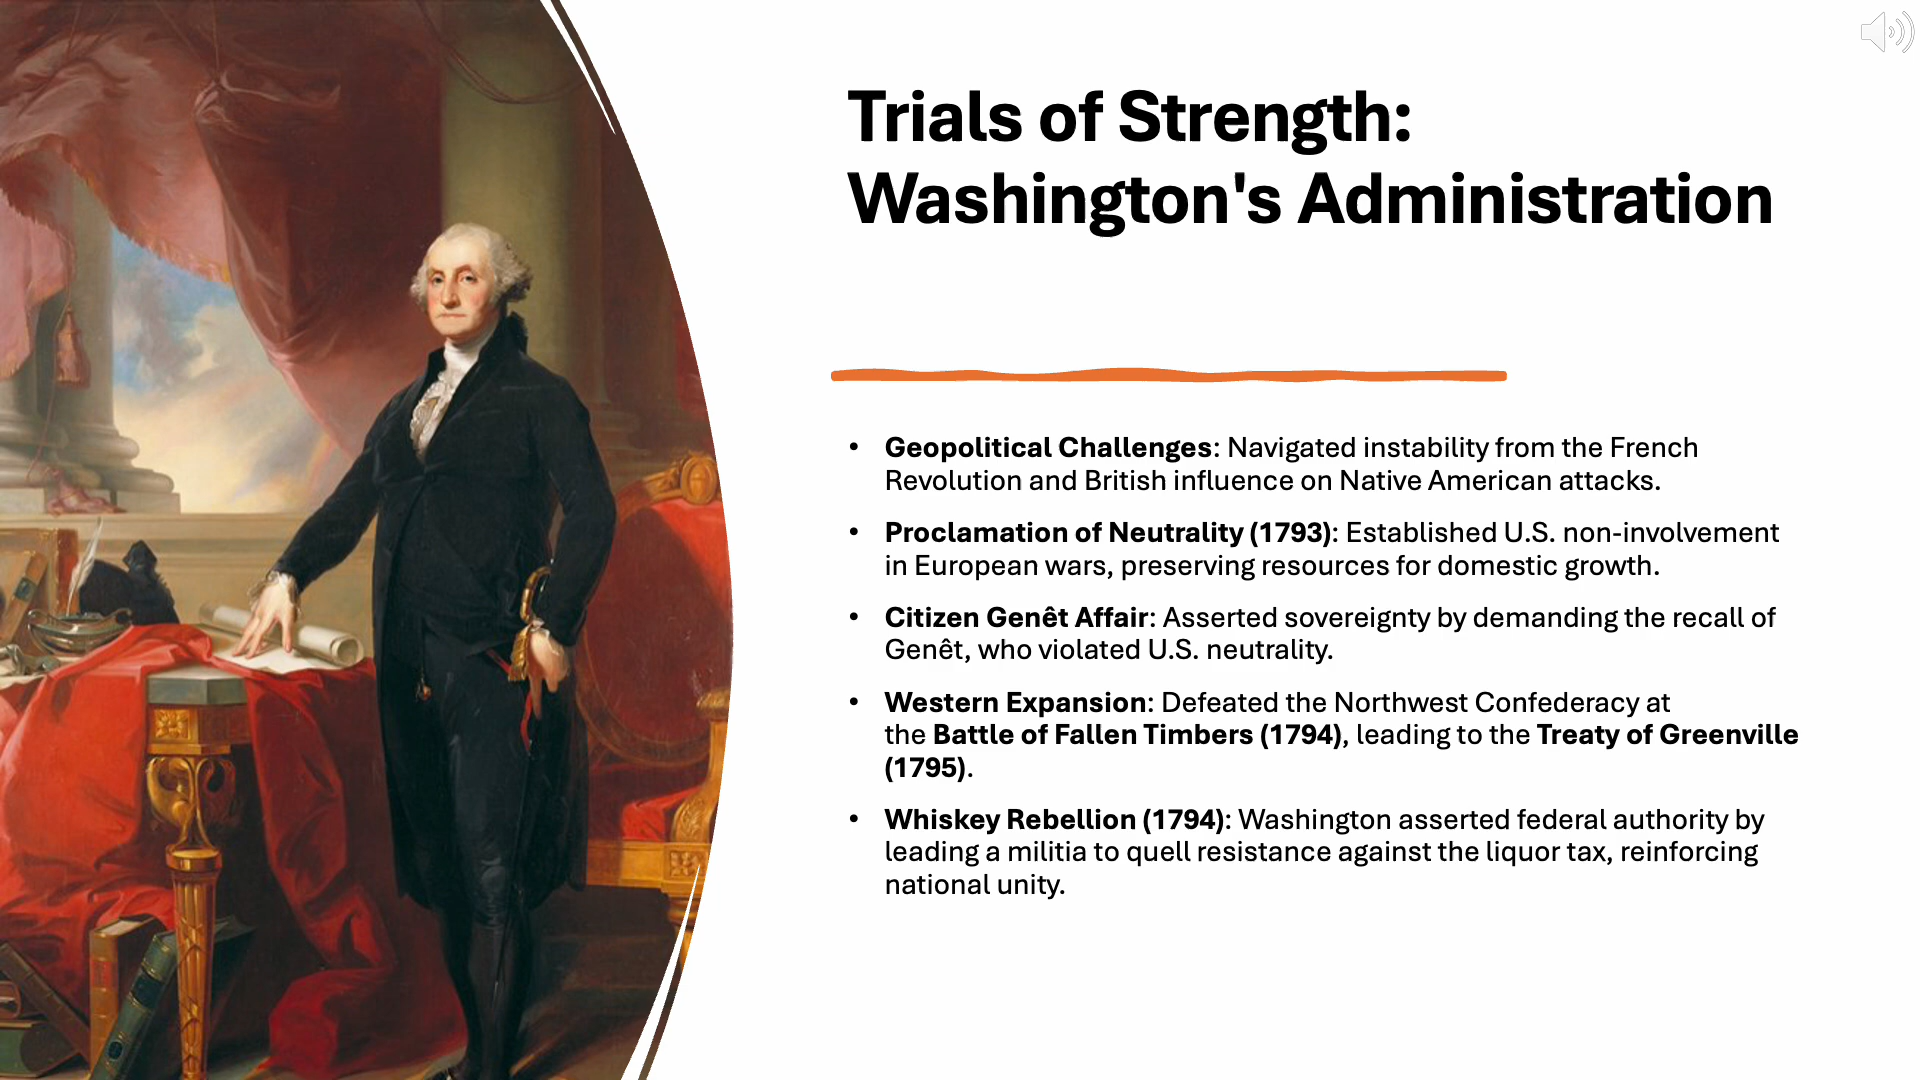 Trials of Strength:
Washington's Administration
• Geopolitical Challenges: Navigated instability from the French
Revolution and British influence on Native American attacks.
• Proclamation of Neutrality (1793): Established U.S. non-involvement
in European wars, preserving resources for domestic growth.
• Citizen Genêt Affair: Asserted sovereignty by demanding the recall of
Genêt, who violated U.S. neutrality.
• Western Expansion: Defeated the Northwest Confederacy at
the Battle of Fallen Timbers (1794), leading to the Treaty of Greenville
(1795).
• Whiskey Rebellion (1794): Washington asserted federal authority by
leading a militia to quell resistance against the liquor tax, reinforcing
national unity.